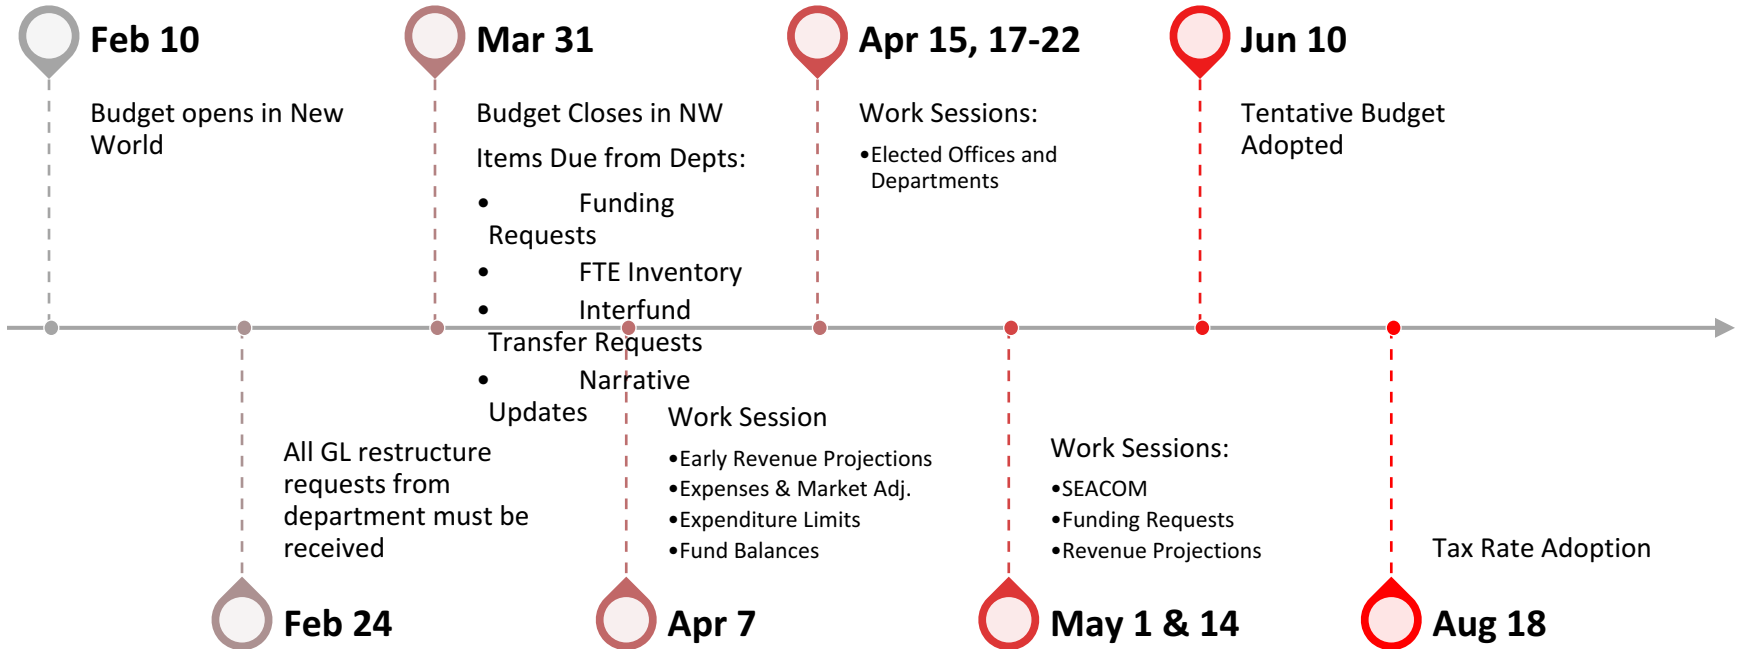 Feb 10
Budget opens in New
World
Mar 31
Budget Closes in NW
Items Due from Depts:
• Funding
Requests
• FTE Inventory
• Interfund
Transfer Requests
• Narrative
Updates
Apr 15, 17-22
Work Sessions:
•Elected Offices and
Departments
Jun 10
Tentative Budget
Adopted
All GL restructure
requests from
department must be
received
Feb 24
Work Session
•Early Revenue Projections
•Expenses & Market Adj.
•Expenditure Limits
•Fund Balances
Apr 7
Work Sessions:
•SEACOM
•Funding Requests
•Revenue Projections
May 1 & 14
Tax Rate Adoption
Aug 18